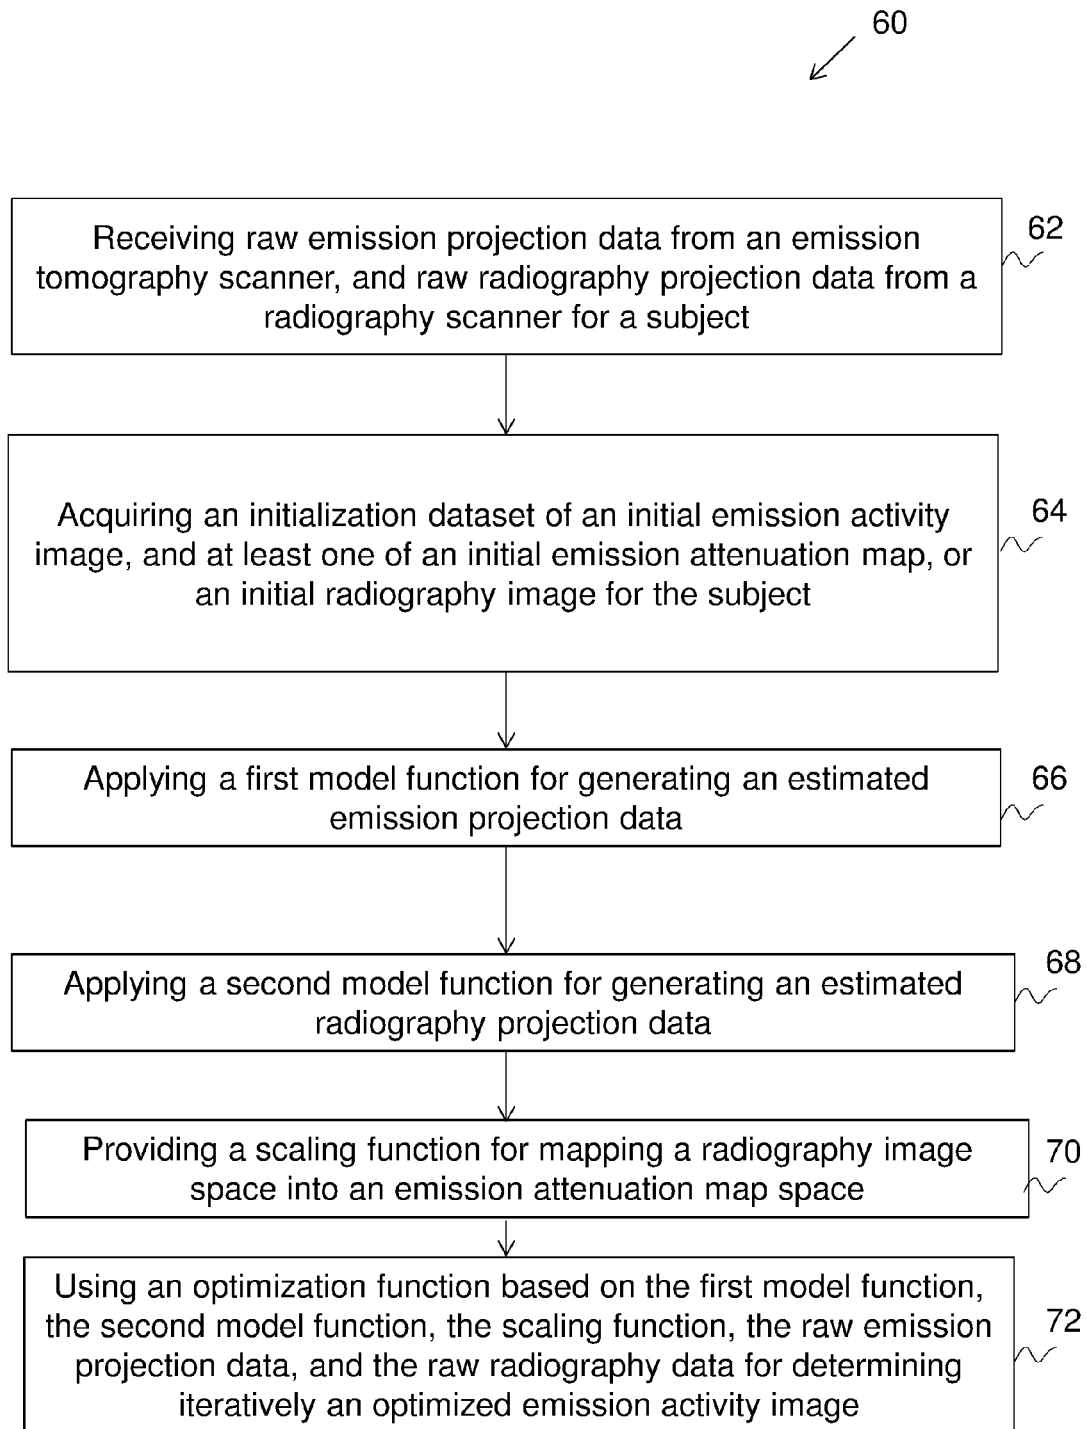 60
Receiving raw emission projection data from an emission
tomography scanner, and raw radiography projection data from a
radiography scanner for a subject
62
Acquiring an initialization dataset of an initial emission activity
image, and at least one of an initial emission attenuation map, or
an initial radiography image for the subject
64
Applying a first model function for generating an estimated
emission projection data
66
Applying a second model function for generating an estimated
radiography projection data
68
Providing a scaling function for mapping a radiography image
space into an emission attenuation map space
70
Using an optimization function based on the first model function,
the second model function, the scaling function, the raw emission
projection data, and the raw radiography data for determining
iteratively an optimized emission activity image
72